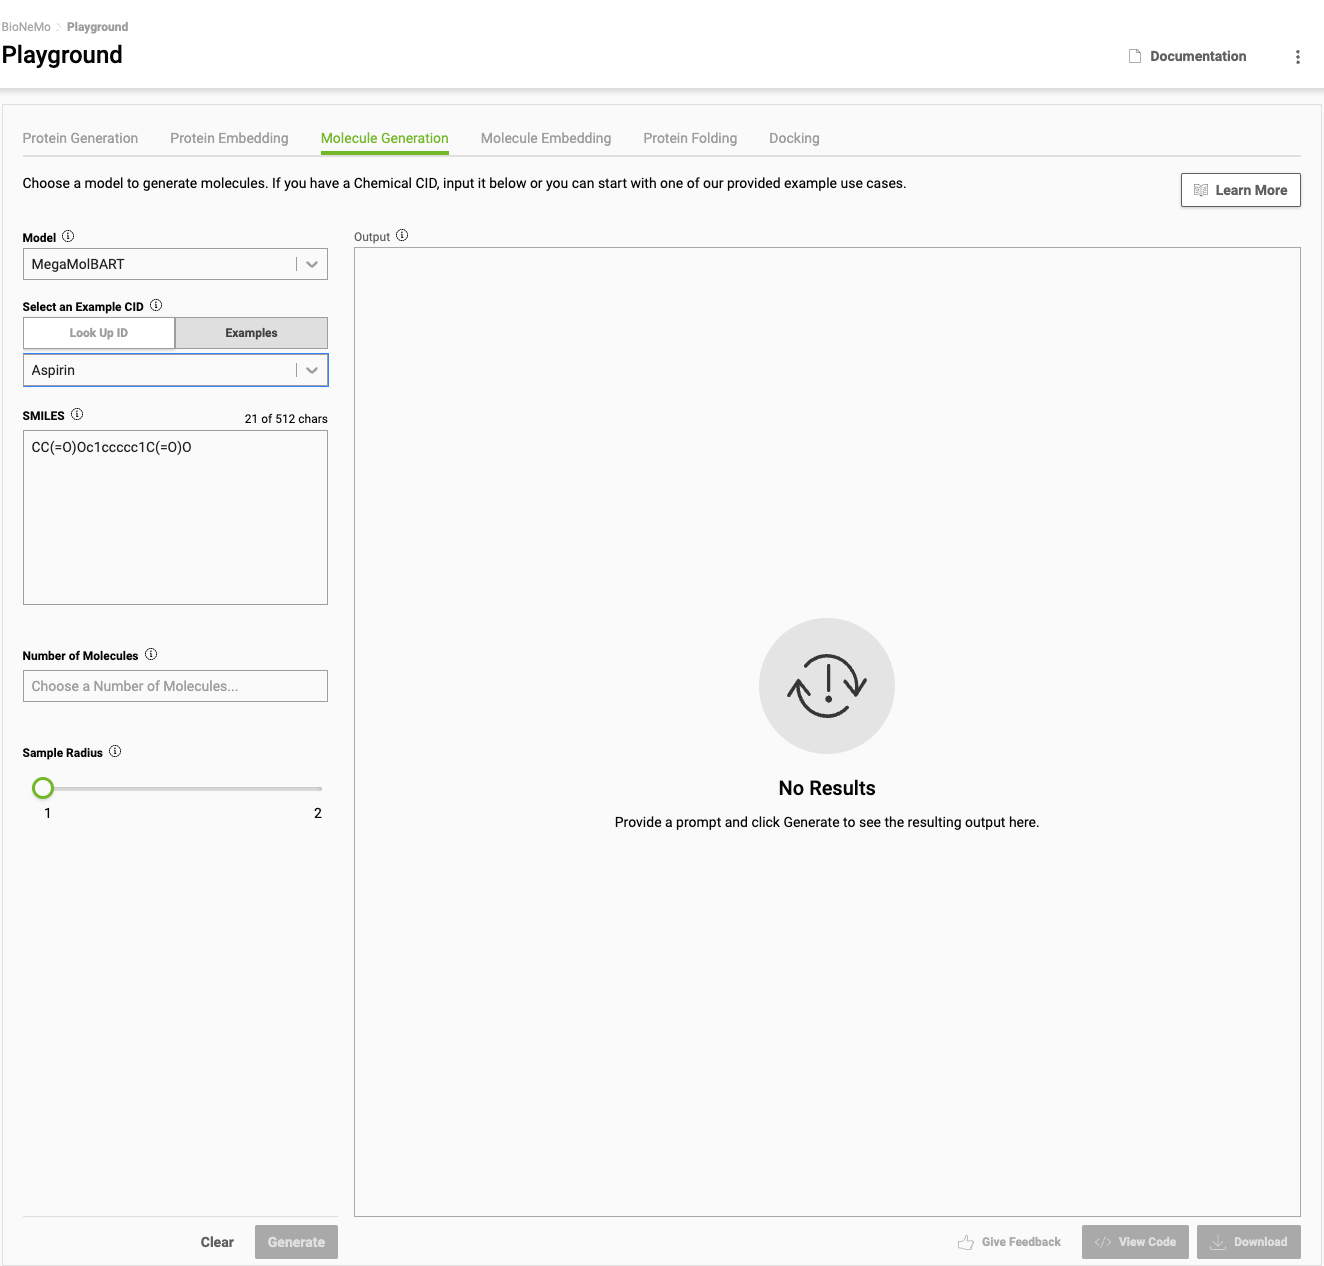 BioNeMo > Playground
Playground
Documentation
Protein Generation Protein Embedding Molecule Generation Molecule Embedding Protein Folding Docking
Choose a model to generate molecules. If you have a Chemical CID, input it below or you can start with one of our provided example use cases.
Learn More
Model
MegaMolBART
Select an Example CID
Look Up ID Examples
Aspirin
SMILES 21 of 512 chars
CC(=O)Oc1ccccc1C(=O)O
Number of Molecules
Choose a Number of Molecules...
Sample Radius
1 2
Clear Generate
Output
No Results
Provide a prompt and click Generate to see the resulting output here.
Give Feedback </> View Code Download